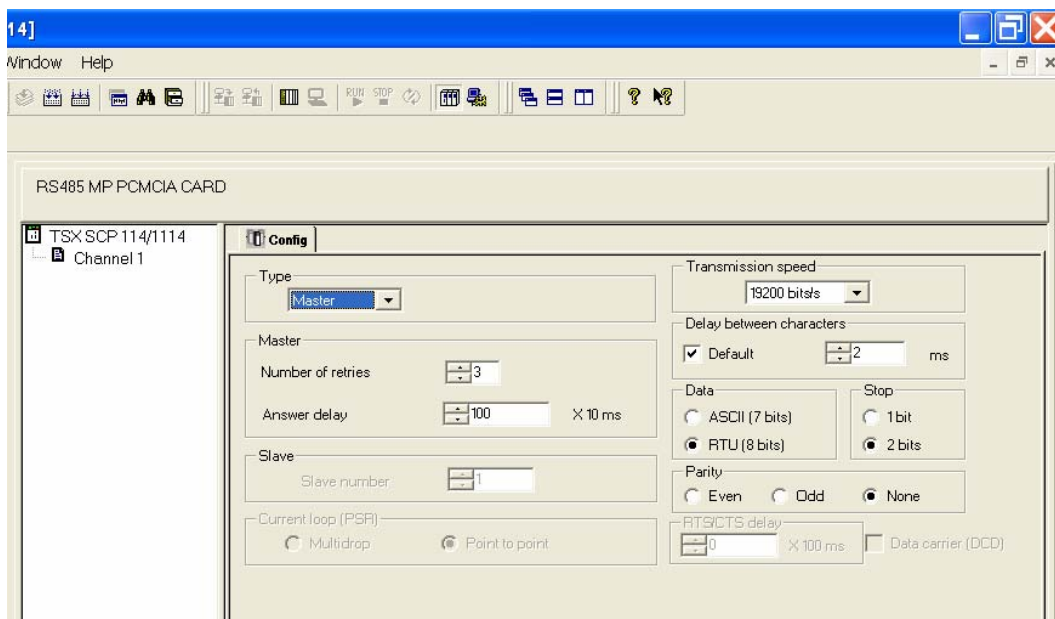 14]
Window Help
RUN STOP
RS485 MP PCMCIA CARD
TSX SCP 114/1114
Channel 1
Config
Type
Master
Master
Number of retries 3
Answer delay 100 X 10 ms
Slave
Slave number 1
Current loop (PSR)
Multidrop Point to point
Transmission speed
19200 bits/s
Delay between characters
Default 2 ms
Data Stop
ASCII (7 bits) 1 bit
RTU (8 bits) 2 bits
Parity
Even Odd None
RTS/CTS delay
0 X 100 ms Data carrier (DCD)